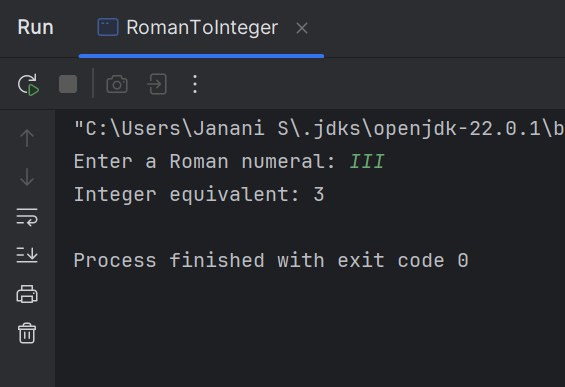 Run RomanToInteger
"C:\Users\Janani S\.jdks\openjdk-22.0.1\b
Enter a Roman numeral: III
Integer equivalent: 3
Process finished with exit code 0